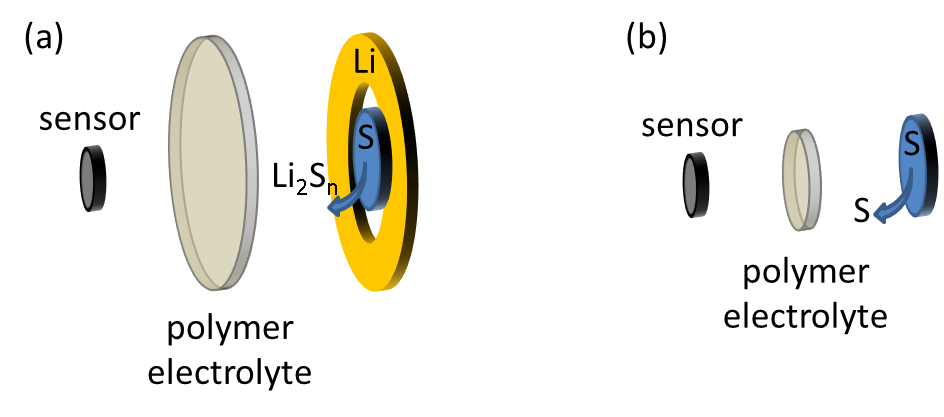 (a)
Li
sensor
S
Li₂Sₙ
polymer
electrolyte
(b)
sensor
S
S
polymer
electrolyte